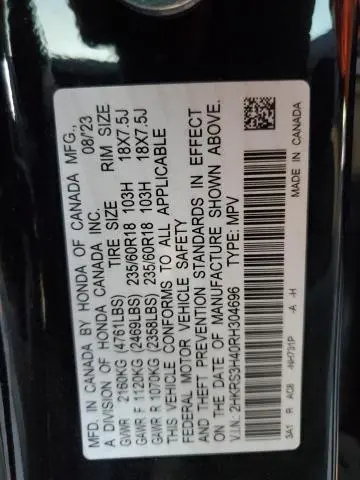 MFD. IN CANADA BY HONDA OF CANADA MFG.,
A DIVISION OF HONDA CANADA INC. 08/23
TIRE SIZE RIM SIZE
GVWR 2160KG (4761LBS)
GAWR F 1120KG (2469LBS) 235/60R18 103H 18X7.5J
GAWR R 1070KG (2358LBS) 235/60R18 103H 18X7.5J
THIS VEHICLE CONFORMS TO ALL APPLICABLE
FEDERAL MOTOR VEHICLE SAFETY
AND THEFT PREVENTION STANDARDS IN EFFECT
ON THE DATE OF MANUFACTURE SHOWN ABOVE.
V.I.N.: 2HKRS3H40RH304696 TYPE: MPV
3A1 R AC8 -NH731P -A -H MADE IN CANADA